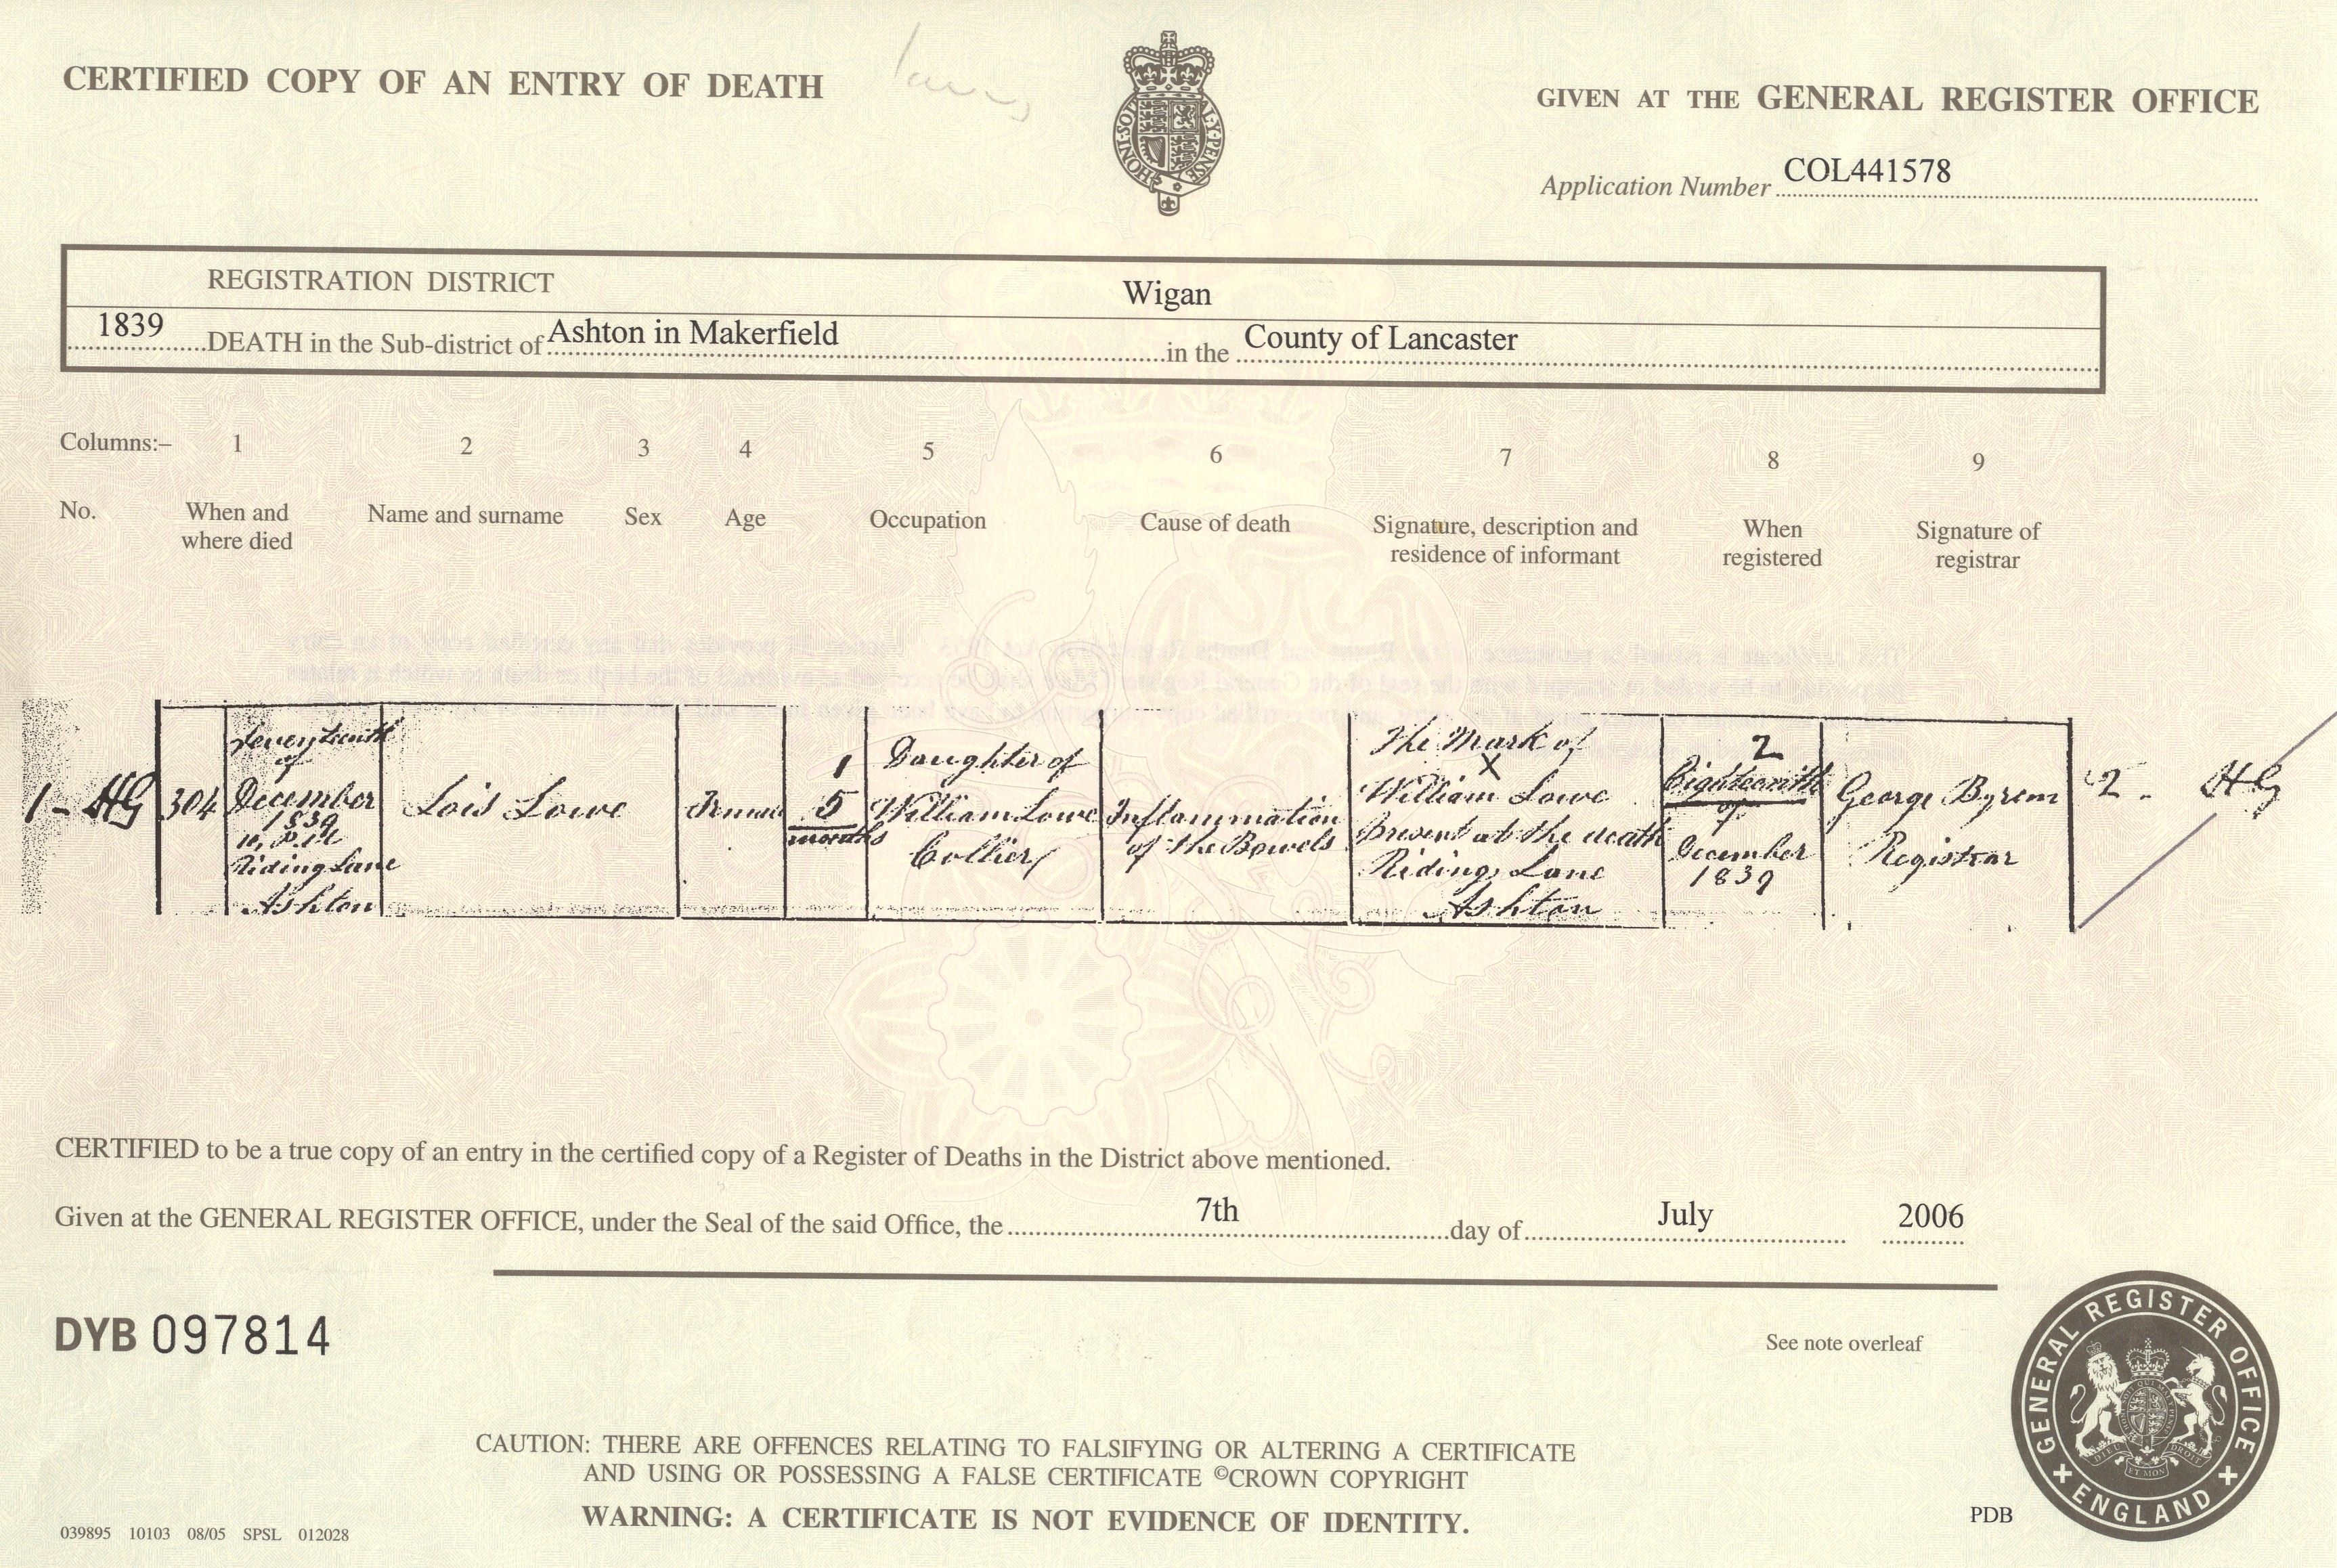 CERTIFIED COPY OF AN ENTRY OF DEATH
GIVEN AT THE GENERAL REGISTER OFFICE
HONI SOIT QUI MAL Y PENSE
Application Number COL441578
REGISTRATION DISTRICT
Wigan
1839 DEATH in the Sub-district of Ashton in Makerfield in the County of Lancaster
Columns:– 1 2 3 4 5 6 7 8 9
No.
When and
where died
Name and surname
Sex
Age
Occupation
Cause of death
Signature, description and
residence of informant
When
registered
Signature of
registrar
1 - HG
304
Seventeenth
of
December
1839
Riding Lane
Ashton
Lois Lowe
1
5
months
Daughter of
William Lowe
Collier
Inflammation
of the Bowels
The Mark of
X
William Lowe
Present at the death
Riding Lane
Ashton
2
Eighteenth
of
December
1839
George Byrom
Registrar
2 - HG
CERTIFIED to be a true copy of an entry in the certified copy of a Register of Deaths in the District above mentioned.
Given at the GENERAL REGISTER OFFICE, under the Seal of the said Office, the 7th day of July 2006
DYB 097814
See note overleaf
GENERAL REGISTER OFFICE
ENGLAND
CAUTION: THERE ARE OFFENCES RELATING TO FALSIFYING OR ALTERING A CERTIFICATE
AND USING OR POSSESSING A FALSE CERTIFICATE ©CROWN COPYRIGHT
WARNING: A CERTIFICATE IS NOT EVIDENCE OF IDENTITY.
039895 10103 08/05 SPSL 012028
PDB